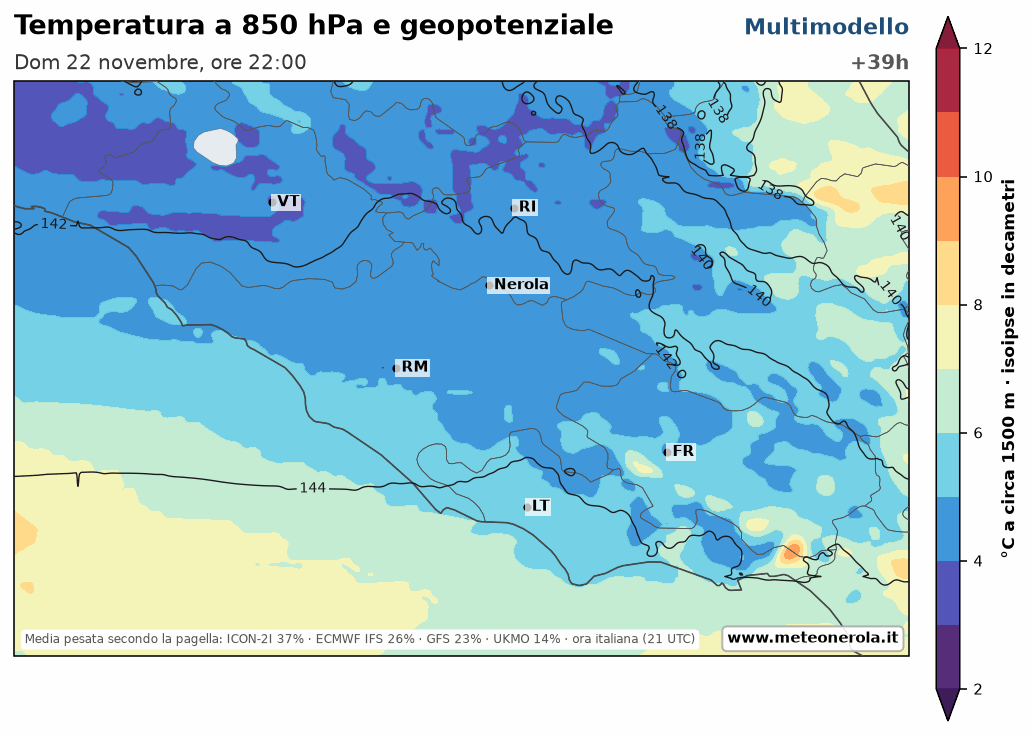 Temperatura a 850 hPa e geopotenziale
Multimodello
Dom 22 novembre, ore 22:00
+39h
138
138
138
138
142
VT
RI
140
140
140
140
Nerola
142
RM
FR
144
LT
Media pesata secondo la pagella: ICON-2I 37% · ECMWF IFS 26% · GFS 23% · UKMO 14% · ora italiana (21 UTC)
www.meteonerola.it
12
10
8
6
4
2
°C a circa 1500 m · isoipse in decametri